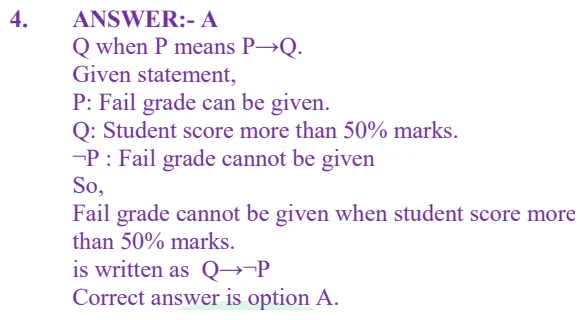 4. ANSWER:- A
Q when P means P→Q.
Given statement,
P: Fail grade can be given.
Q: Student score more than 50% marks.
¬P : Fail grade cannot be given
So,
Fail grade cannot be given when student score more
than 50% marks.
is written as Q→¬P
Correct answer is option A.